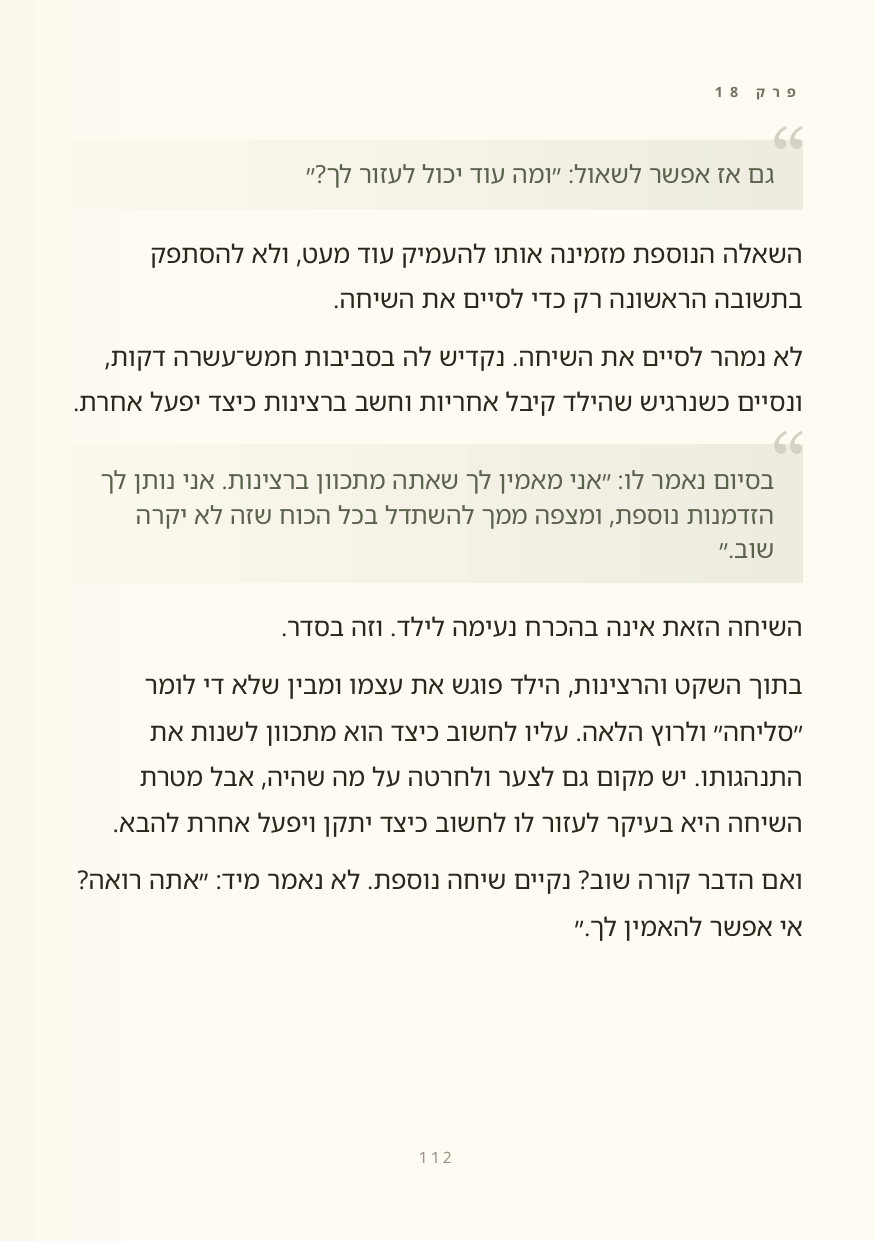 פרק 18
“
גם אז אפשר לשאול: ״ומה עוד יכול לעזור לך?״
השאלה הנוספת מזמינה אותו להעמיק עוד מעט, ולא להסתפק
בתשובה הראשונה רק כדי לסיים את השיחה.
לא נמהר לסיים את השיחה. נקדיש לה בסביבות חמש־עשרה דקות,
ונסיים כשנרגיש שהילד קיבל אחריות וחשב ברצינות כיצד יפעל אחרת.
“
בסיום נאמר לו: ״אני מאמין לך שאתה מתכוון ברצינות. אני נותן לך
הזדמנות נוספת, ומצפה ממך להשתדל בכל הכוח שזה לא יקרה
שוב.״
השיחה הזאת אינה בהכרח נעימה לילד. וזה בסדר.
בתוך השקט והרצינות, הילד פוגש את עצמו ומבין שלא די לומר
״סליחה״ ולרוץ הלאה. עליו לחשוב כיצד הוא מתכוון לשנות את
התנהגותו. יש מקום גם לצער ולחרטה על מה שהיה, אבל מטרת
השיחה היא בעיקר לעזור לו לחשוב כיצד יתקן ויפעל אחרת להבא.
ואם הדבר קורה שוב? נקיים שיחה נוספת. לא נאמר מיד: ״אתה רואה?
אי אפשר להאמין לך.״
112